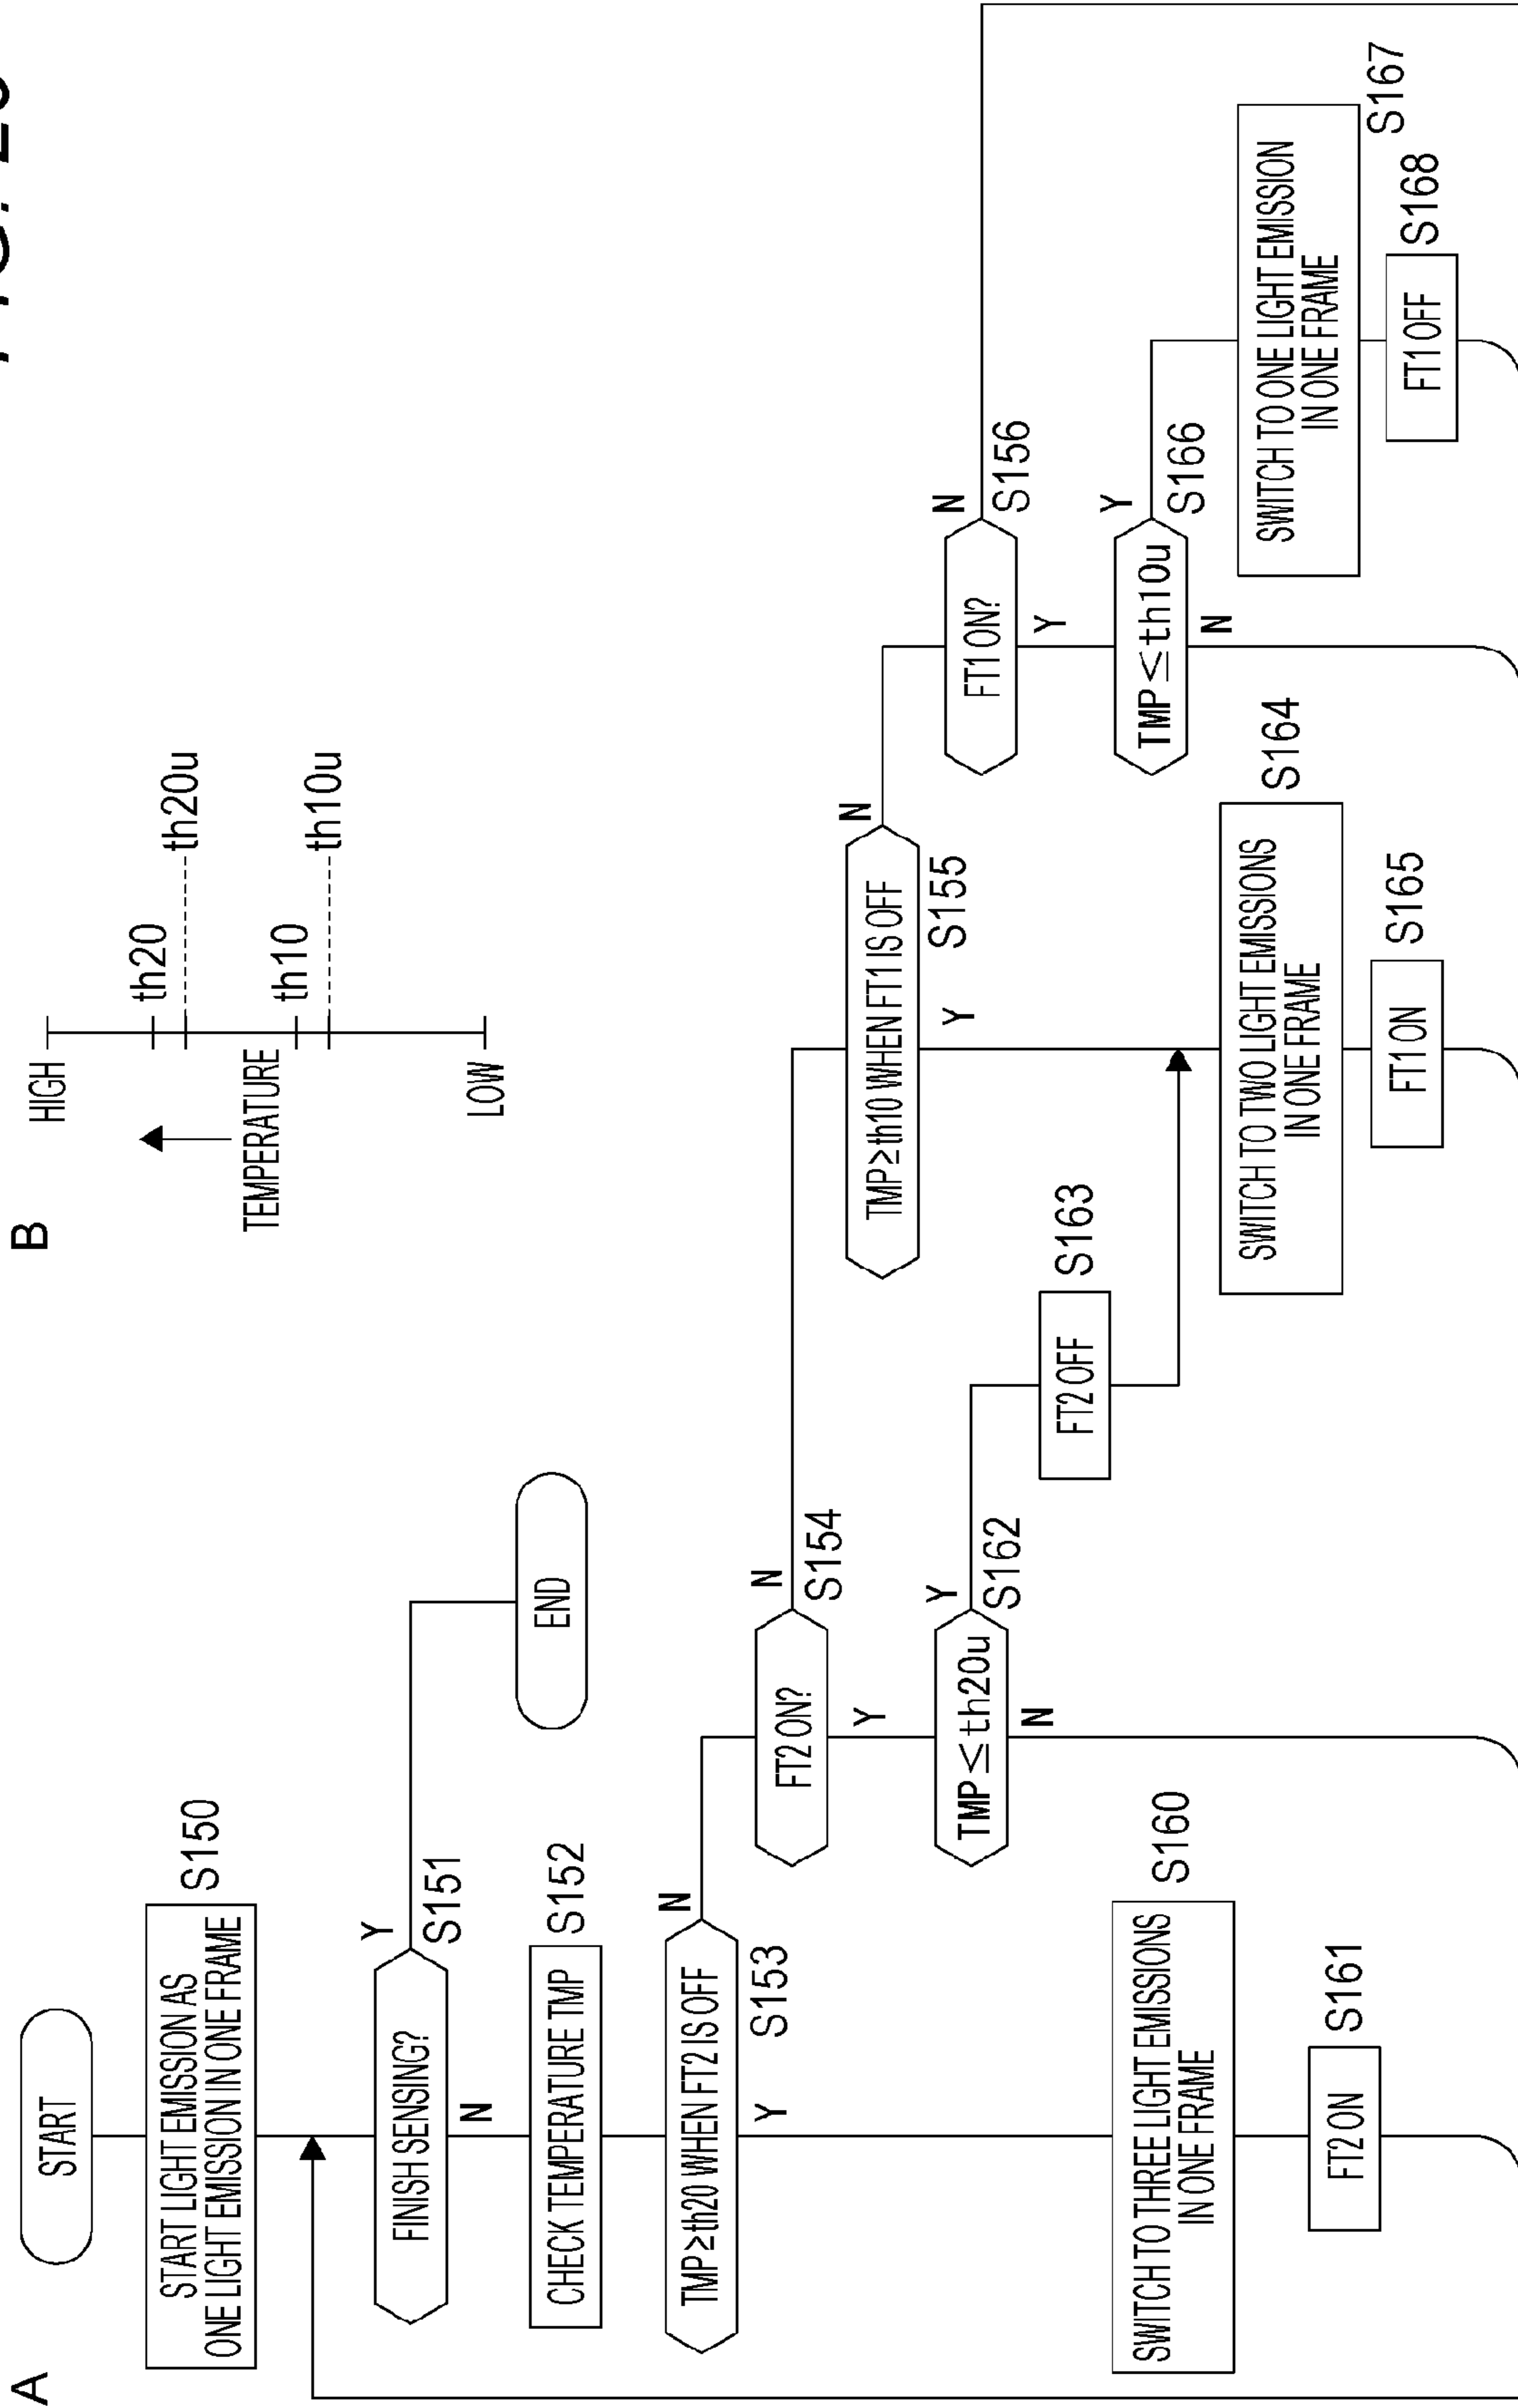 A
START
START LIGHT EMISSION AS
ONE LIGHT EMISSION IN ONE FRAME
S150
FINISH SENSING?
Y
S151
N
END
CHECK TEMPERATURE TMP
S152
TMP≥th20 WHEN FT2 IS OFF
N
S153
Y
FT2 ON?
N
S154
Y
TMP≤th20u
Y
S162
N
FT2 OFF
S163
SWITCH TO THREE LIGHT EMISSIONS
IN ONE FRAME
S160
FT2 ON
S161
TMP≥th10 WHEN FT1 IS OFF
N
S155
Y
SWITCH TO TWO LIGHT EMISSIONS
IN ONE FRAME
S164
FT1 ON
S165
FT1 ON?
N
S156
Y
TMP≤th10u
Y
S166
N
SWITCH TO ONE LIGHT EMISSION
IN ONE FRAME
S167
FT1 OFF
S168
B
HIGH
TEMPERATURE
LOW
th20
th20u
th10
th10u